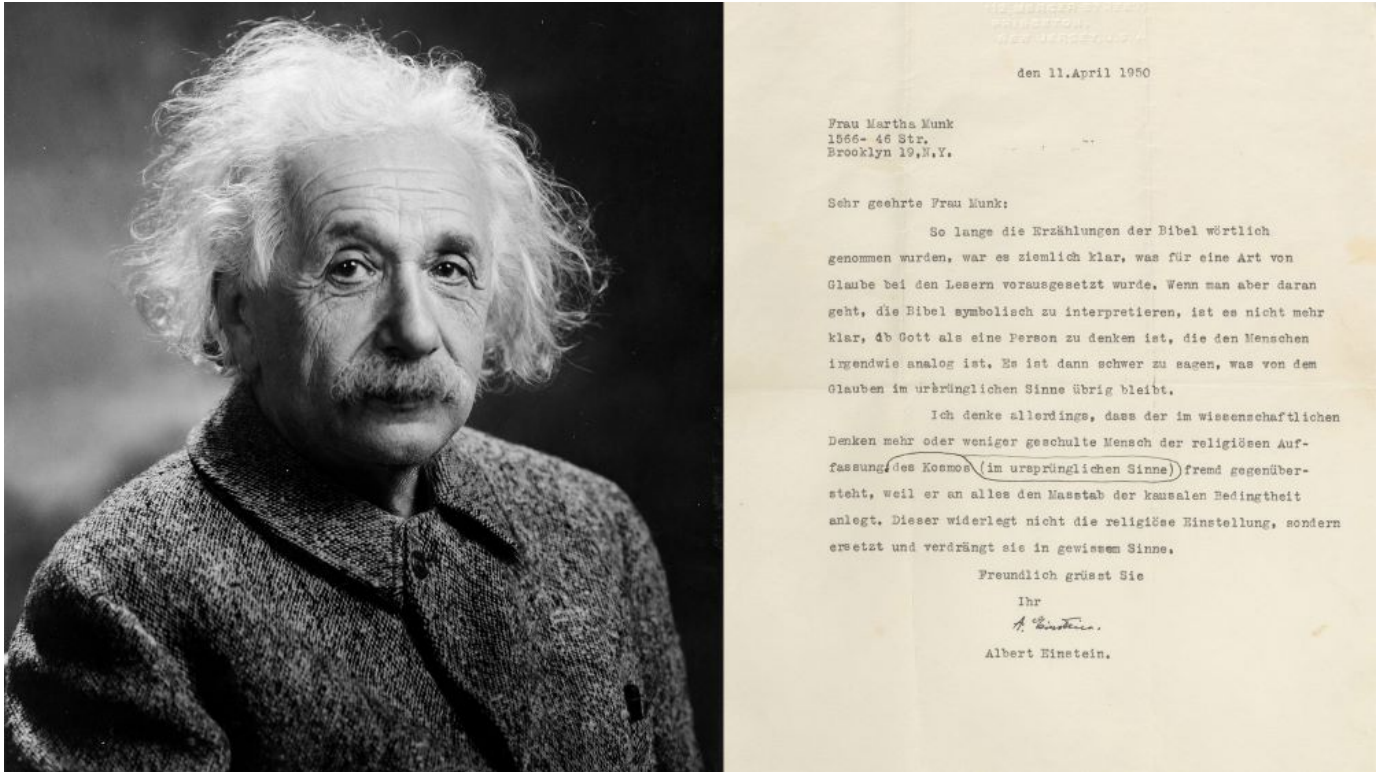 112 MERCER STREET
PRINCETON,
NEW JERSEY, U.S.A.
den 11.April 1950
Frau Martha Munk
1566- 46 Str.
Brooklyn 19,N.Y.
Sehr geehrte Frau Munk:
So lange die Erzählungen der Bibel wörtlich
genommen wurden, war es ziemlich klar, was für eine Art von
Glaube bei den Lesern vorausgesetzt wurde. Wenn man aber daran
geht, die Bibel symbolisch zu interpretieren, ist es nicht mehr
klar, ob Gott als eine Person zu denken ist, die den Menschen
irgendwie analog ist. Es ist dann schwer zu sagen, was von dem
Glauben im ursprünglichen Sinne übrig bleibt.
Ich denke allerdings, dass der im wissenschaftlichen
Denken mehr oder weniger geschulte Mensch der religiösen Auf-
fassung des Kosmos (im ursprünglichen Sinne) fremd gegenüber-
steht, weil er an alles den Masstab der kausalen Bedingtheit
anlegt. Dieser widerlegt nicht die religiöse Einstellung, sondern
ersetzt und verdrängt sie in gewissem Sinne.
Freundlich grüsst Sie
Ihr
A. Einstein.
Albert Einstein.